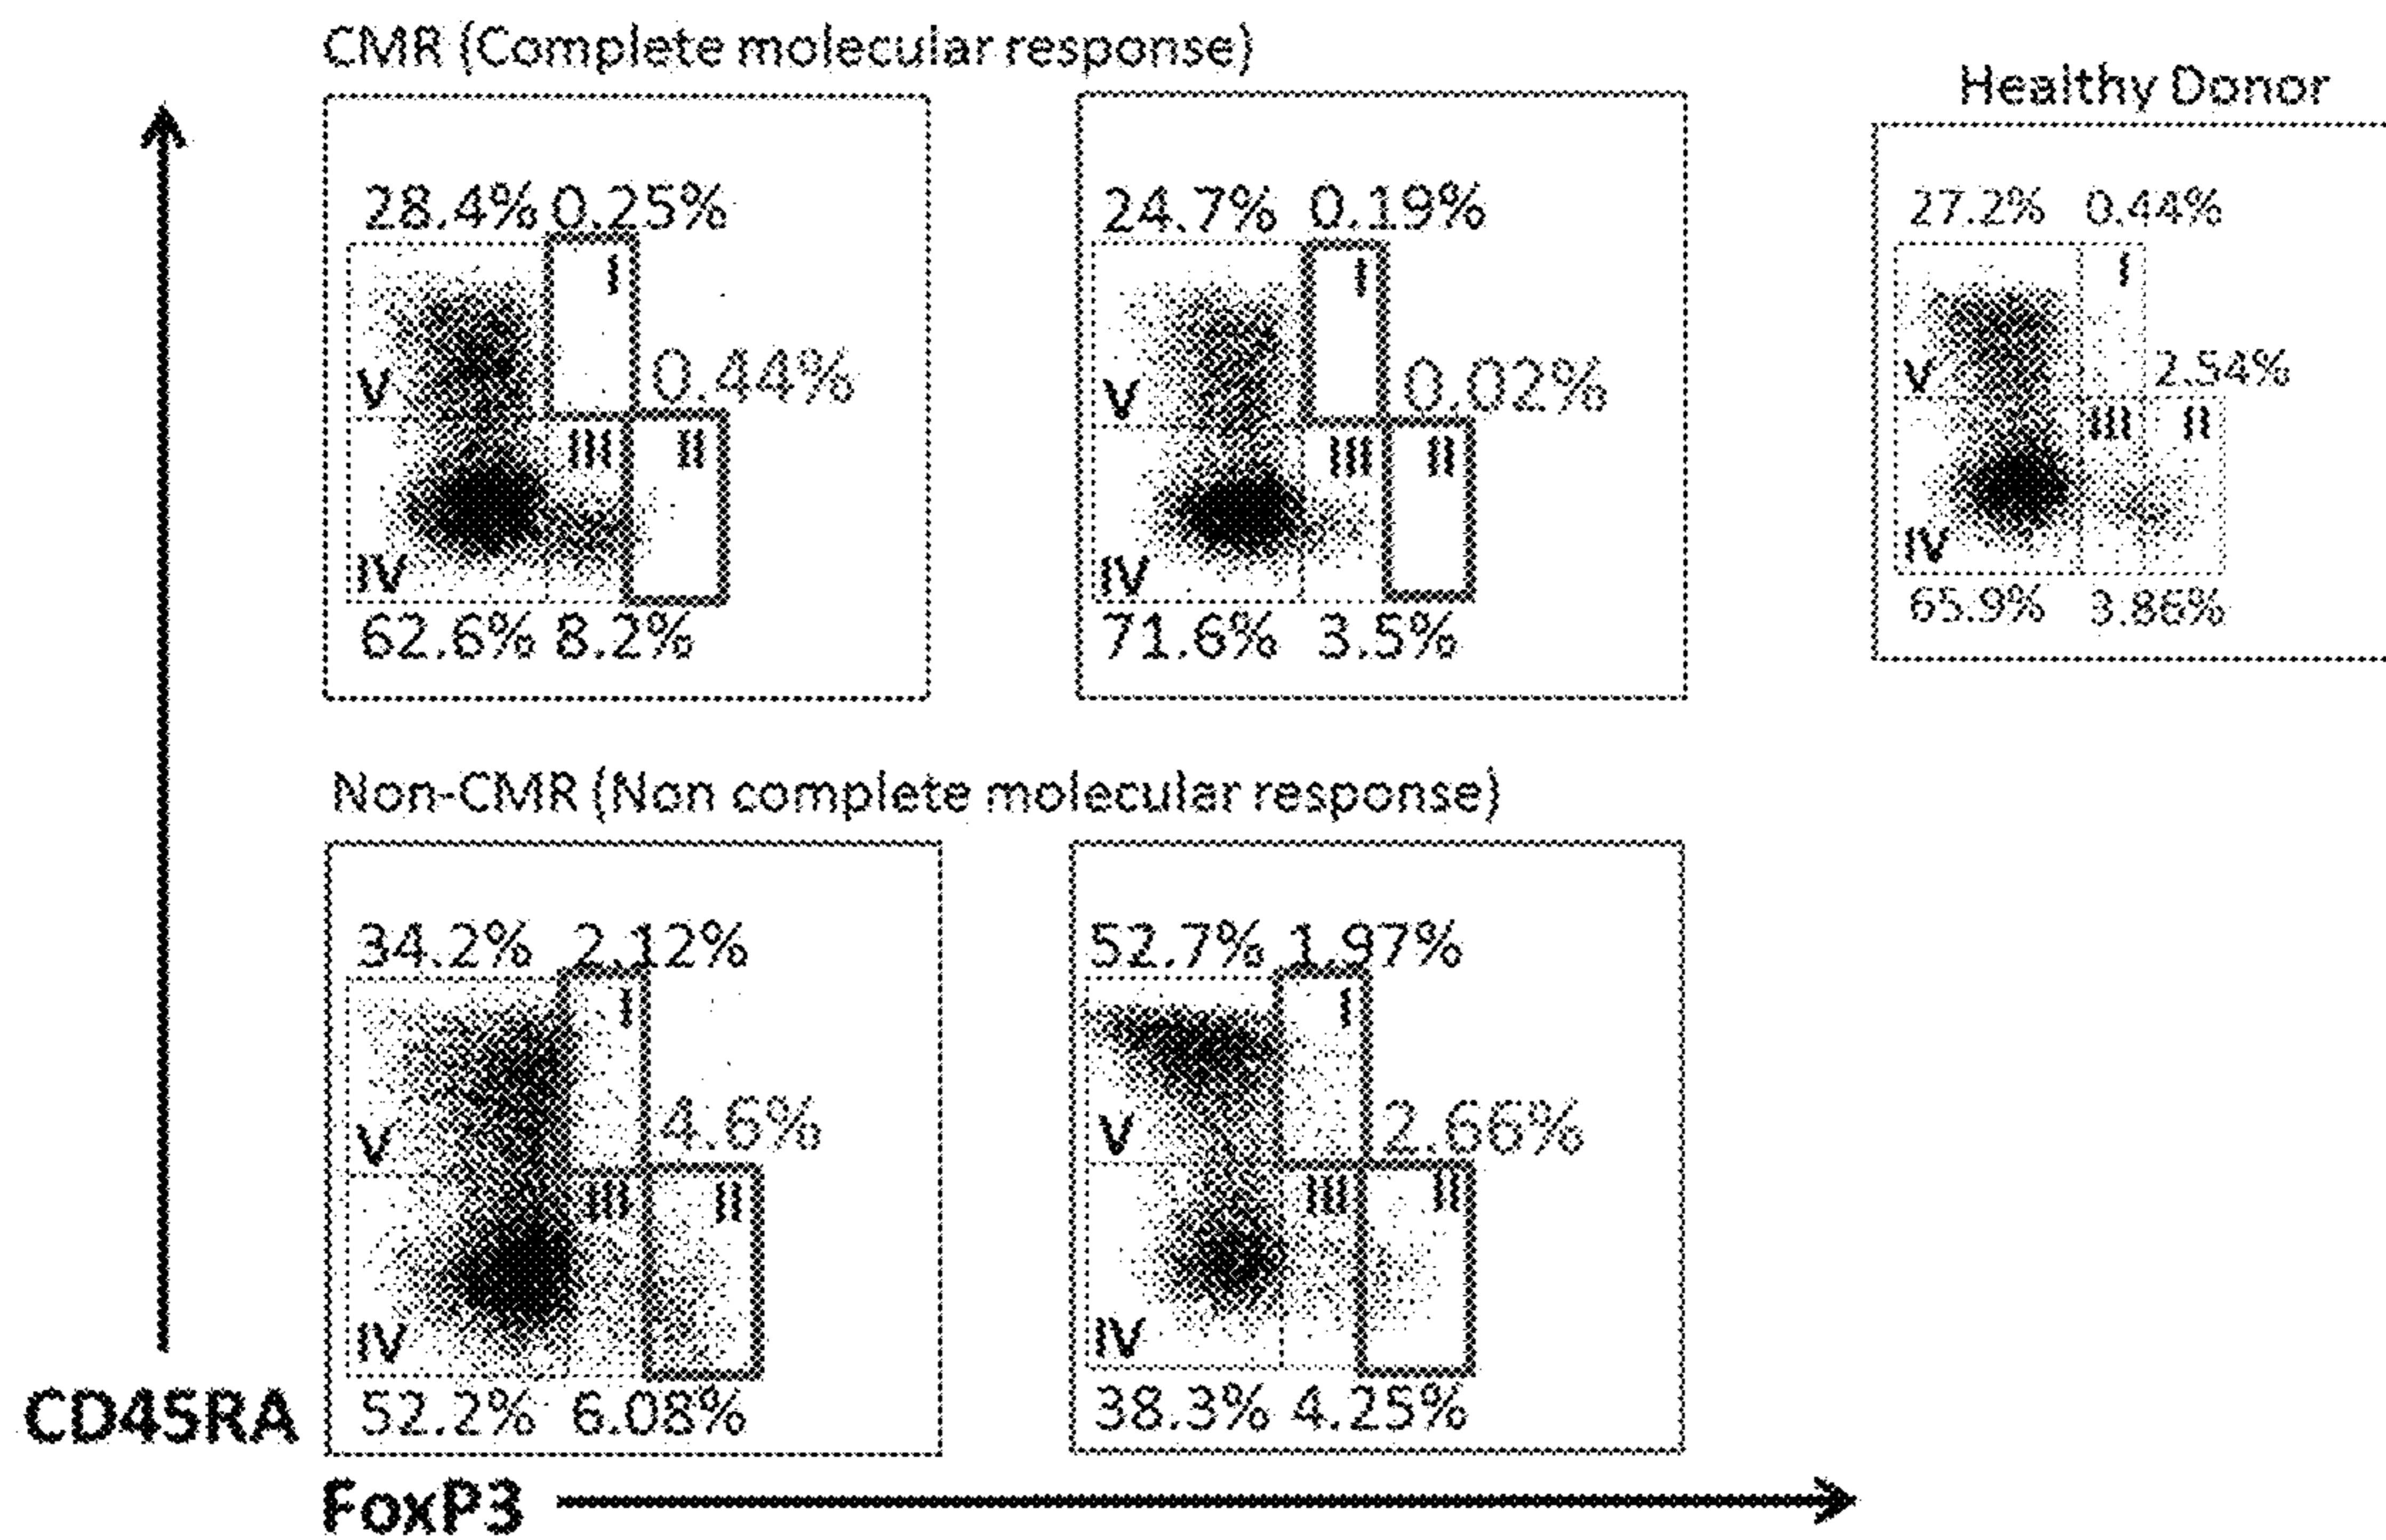 CMR (Complete molecular response)
Healthy Donor
28.4% 0.25%
I
0.44%
V
III II
IV
62.6% 8.2%
24.7% 0.19%
I
0.02%
V
III II
IV
71.6% 3.5%
27.2% 0.44%
I
2.54%
V
III II
IV
65.9% 3.86%
Non-CMR (Non complete molecular response)
34.2% 2.12%
I
4.6%
V
III II
IV
52.2% 6.08%
52.7% 1.97%
I
2.66%
V
III II
IV
38.3% 4.25%
CD45RA
FoxP3